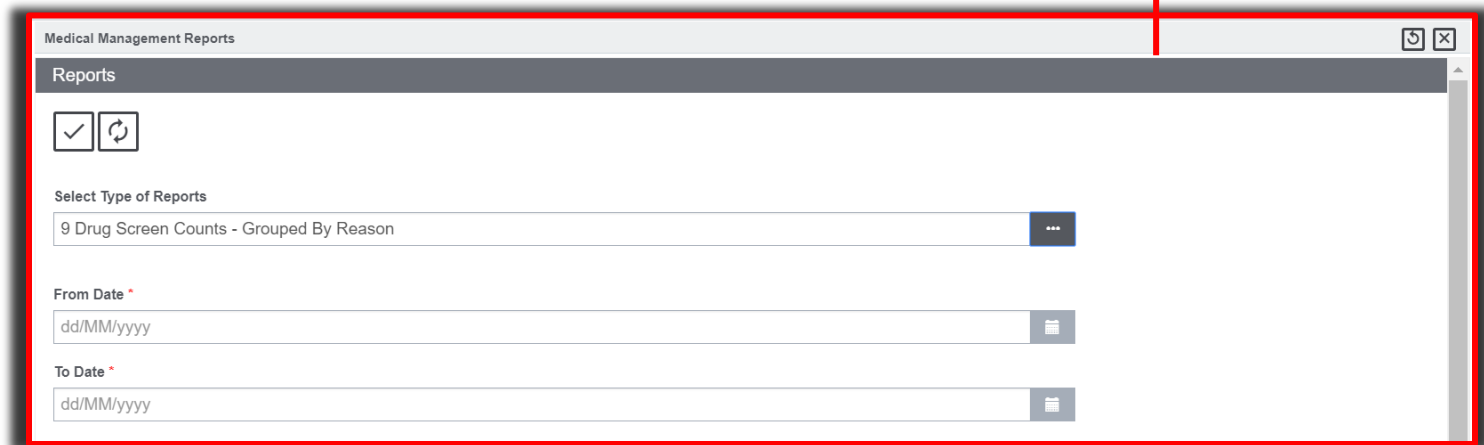 Medical Management Reports
Reports
Select Type of Reports
9 Drug Screen Counts - Grouped By Reason
From Date *
dd/MM/yyyy
To Date *
dd/MM/yyyy